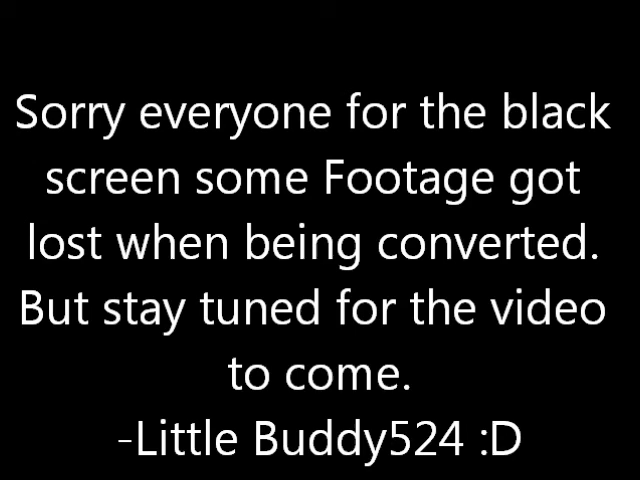 Sorry everyone for the black
screen some Footage got
lost when being converted.
But stay tuned for the video
to come.
-Little Buddy524 :D